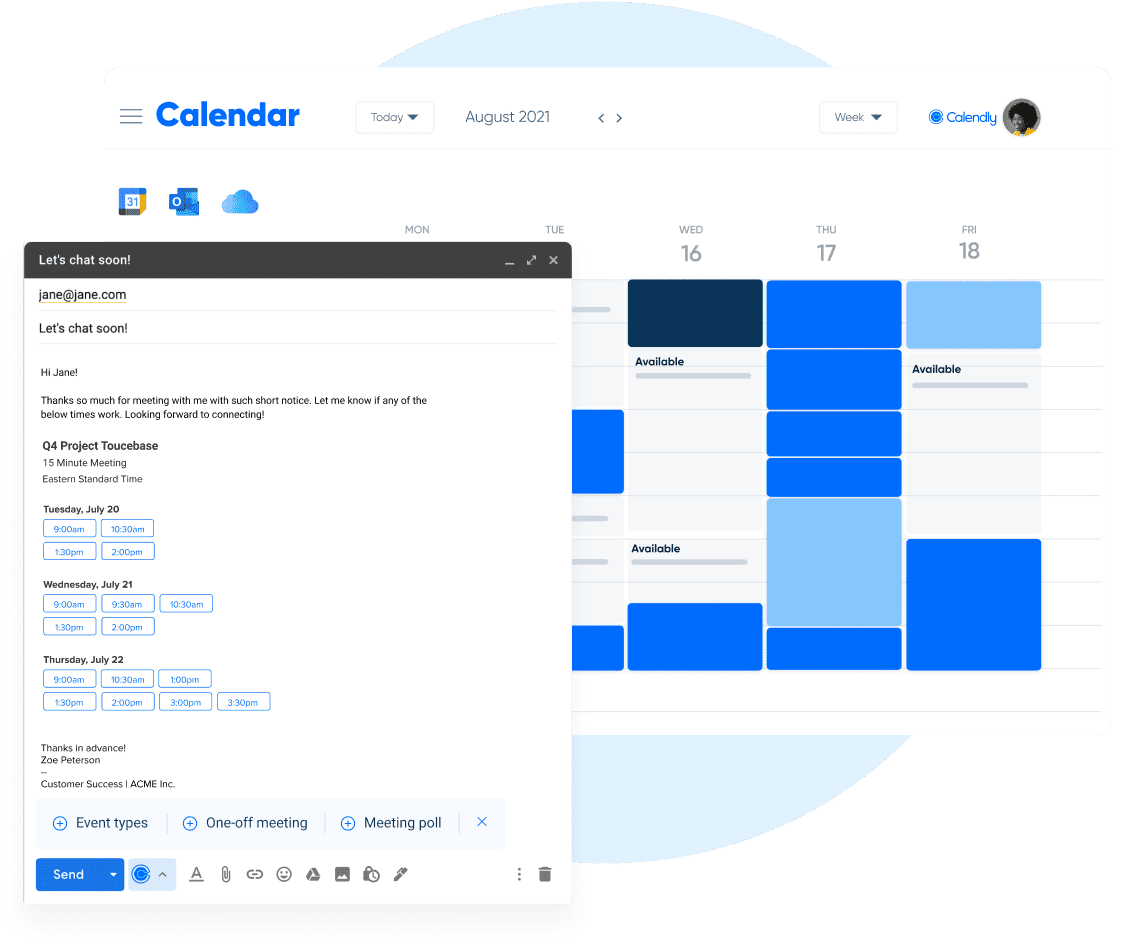 Calendar
Today
August 2021
Week
Calendly
31
O
MON
TUE
WED
THU
FRI
16
17
18
Available
Available
Available
Let's chat soon!
jane@jane.com
Let's chat soon!
Hi Jane!
Thanks so much for meeting with me with such short notice. Let me know if any of the
below times work. Looking forward to connecting!
Q4 Project Toucebase
15 Minute Meeting
Eastern Standard Time
Tuesday, July 20
9:00am 10:30am
1:30pm 2:00pm
Wednesday, July 21
9:00am 9:30am 10:30am
1:30pm 2:00pm
Thursday, July 22
9:00am 10:30am 1:00pm
1:30pm 2:00pm 3:00pm 3:30pm
Thanks in advance!
Zoe Peterson
--
Customer Success | ACME Inc.
Event types
One-off meeting
Meeting poll
Send